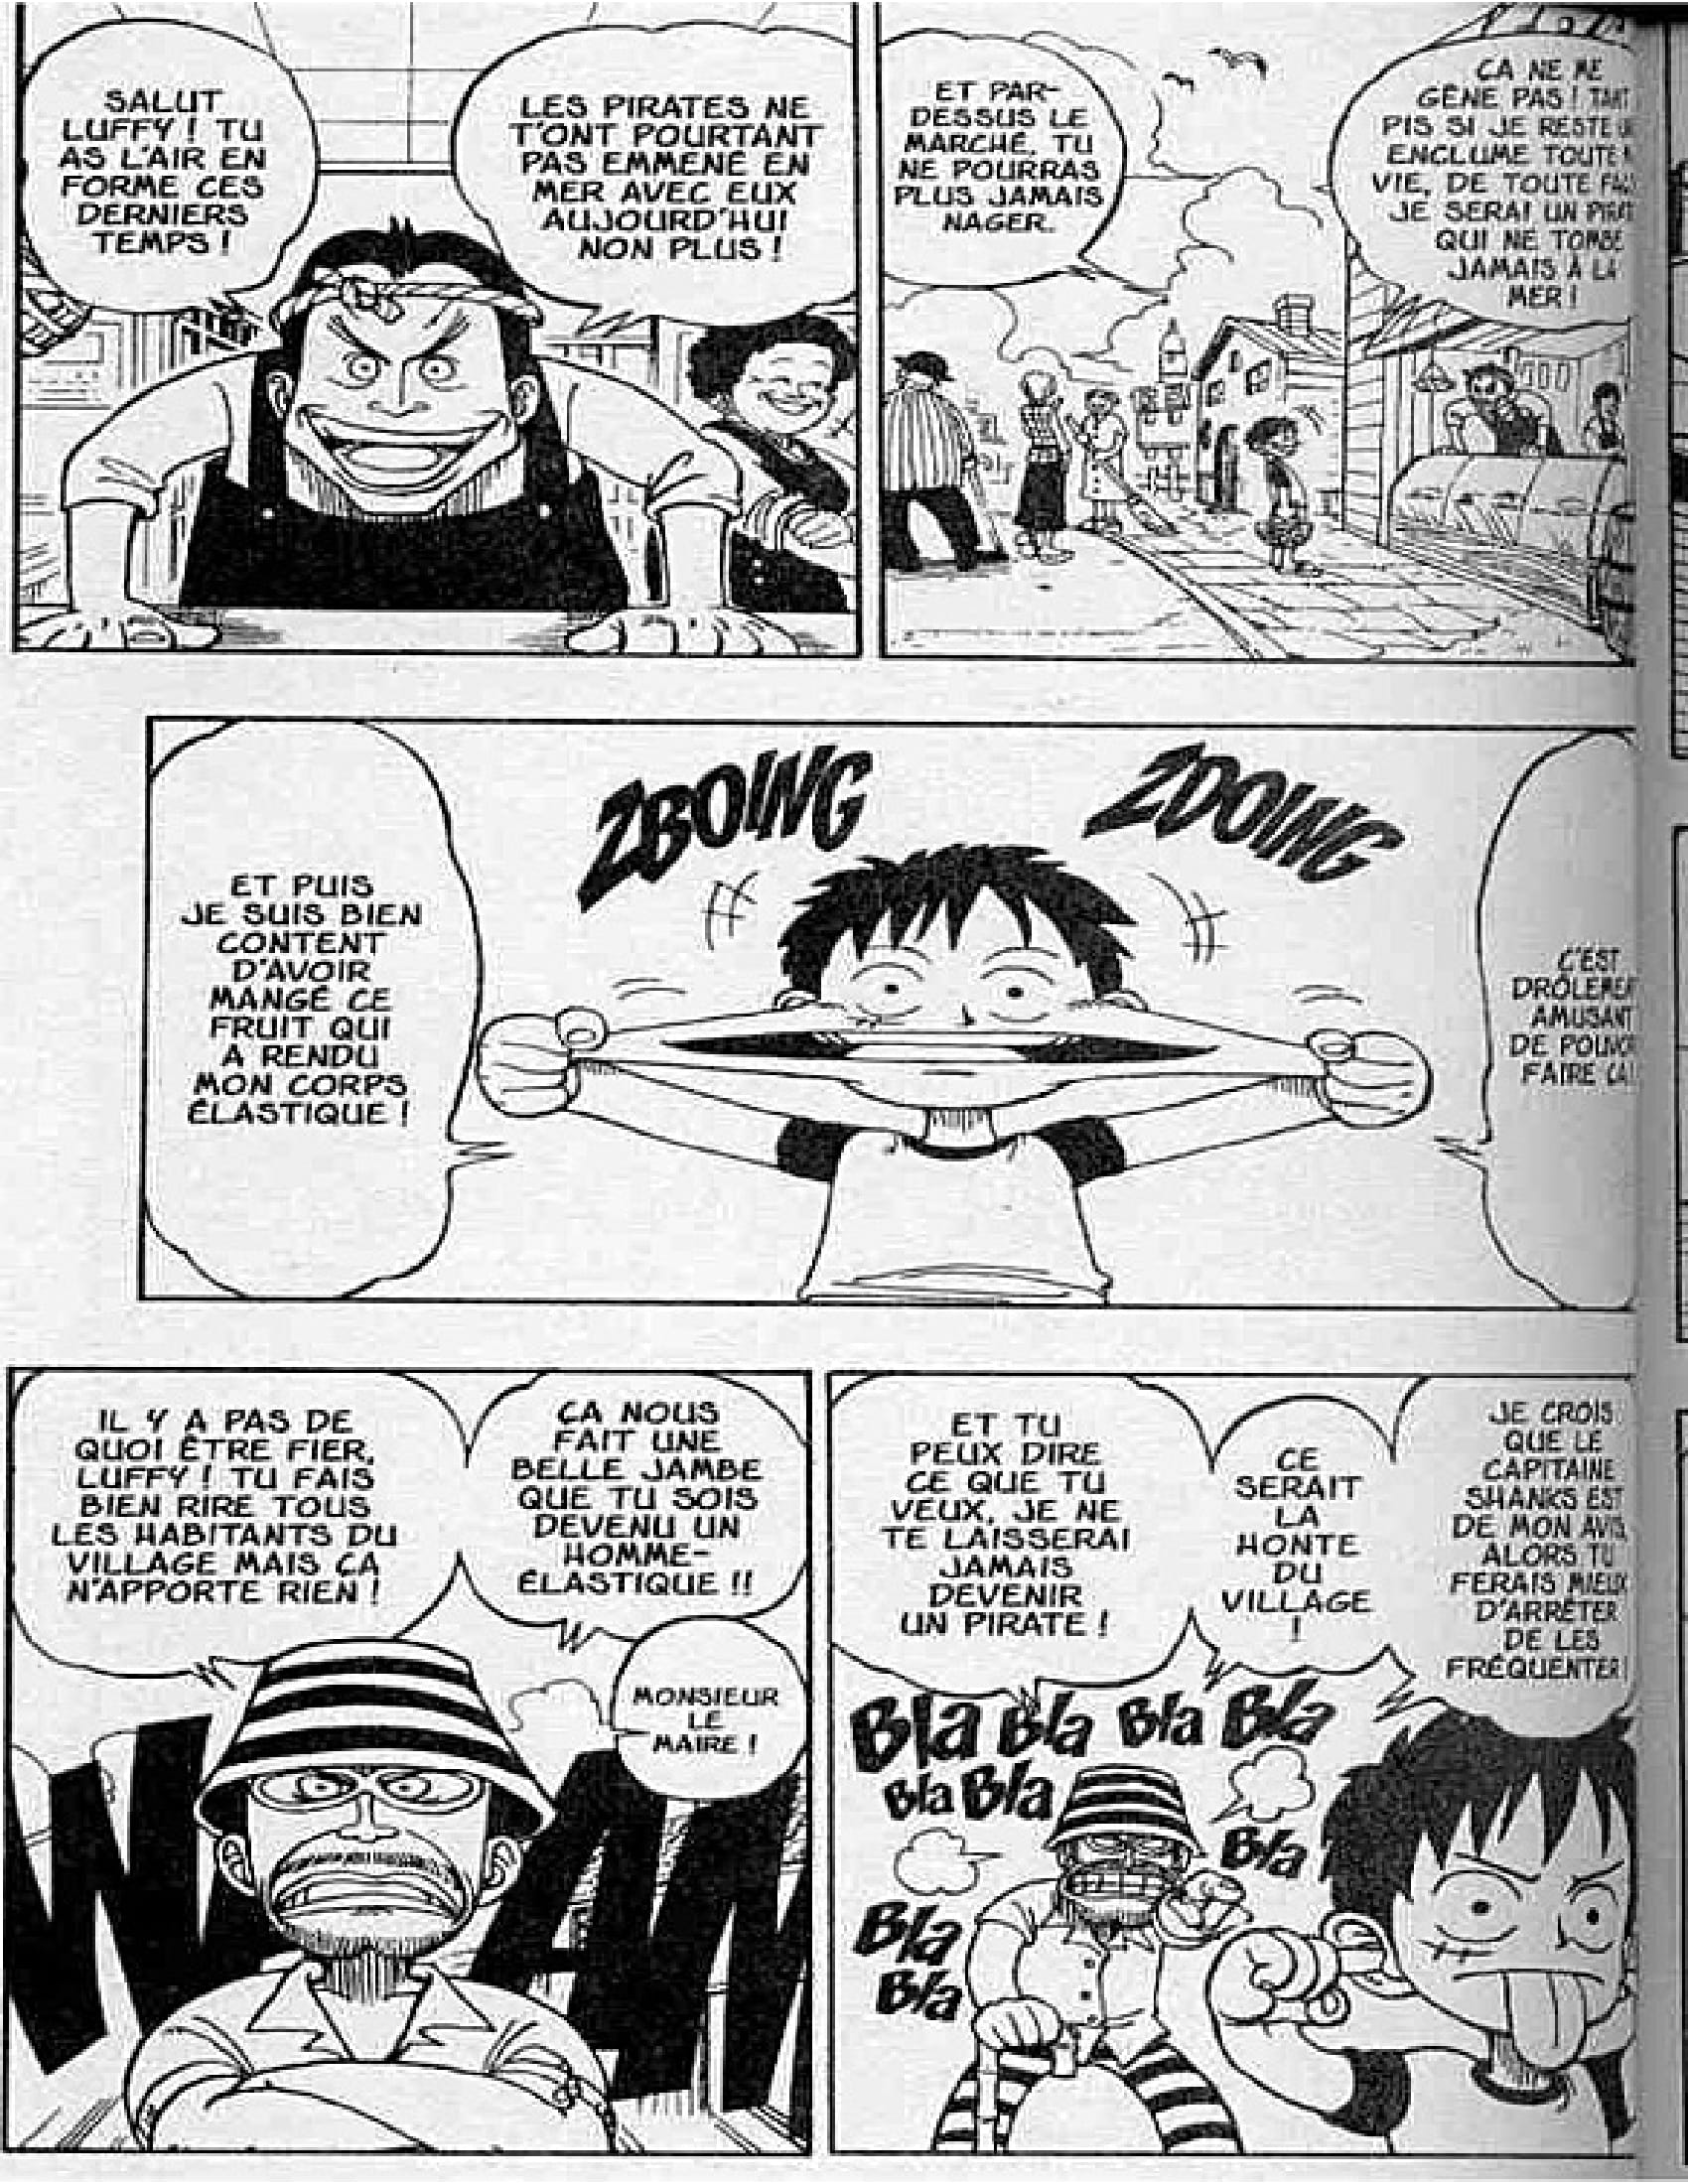 ÇA NE ME
GÊNE PAS !
PIS SI JE RESTE
ENCLUME TOUTE
VIE, DE TOUTE
JE SERAI UN
QUI NE TOMBE
JAMAIS À LA
MER !
ET PAR-
DESSUS LE
MARCHÉ, TU
NE POURRAS
PLUS JAMAIS
NAGER.
LES PIRATES NE
T'ONT POURTANT
PAS EMMENÉ EN
MER AVEC EUX
AUJOURD'HUI
NON PLUS !
SALUT
LUFFY ! TU
AS L'AIR EN
FORME CES
DERNIERS
TEMPS !
C'EST
AMUSANT
DE
FAIRE ÇA !
ZDOING
ZBOING
ET PUIS
JE SUIS BIEN
CONTENT
D'AVOIR
MANGÉ CE
FRUIT QUI
A RENDU
MON CORPS
ÉLASTIQUE !
JE CROIS
QUE LE
CAPITAINE
SHANKS EST
DE MON AVIS,
ALORS TU
FERAIS MIEUX
D'ARRÊTER
DE LES
FRÉQUENTER !
CE
SERAIT
LA
HONTE
DU
VILLAGE
!
ET TU
PEUX DIRE
CE QUE TU
VEUX, JE NE
TE LAISSERAI
JAMAIS
DEVENIR
UN PIRATE !
Bla Bla Bla Bla
Bla Bla
Bla
Bla
Bla
ÇA NOUS
FAIT UNE
BELLE JAMBE
QUE TU SOIS
DEVENU UN
HOMME-
ÉLASTIQUE !!
IL Y A PAS DE
QUOI ÊTRE FIER,
LUFFY ! TU FAIS
BIEN RIRE TOUS
LES HABITANTS DU
VILLAGE MAIS ÇA
N'APPORTE RIEN !
MONSIEUR
LE
MAIRE !